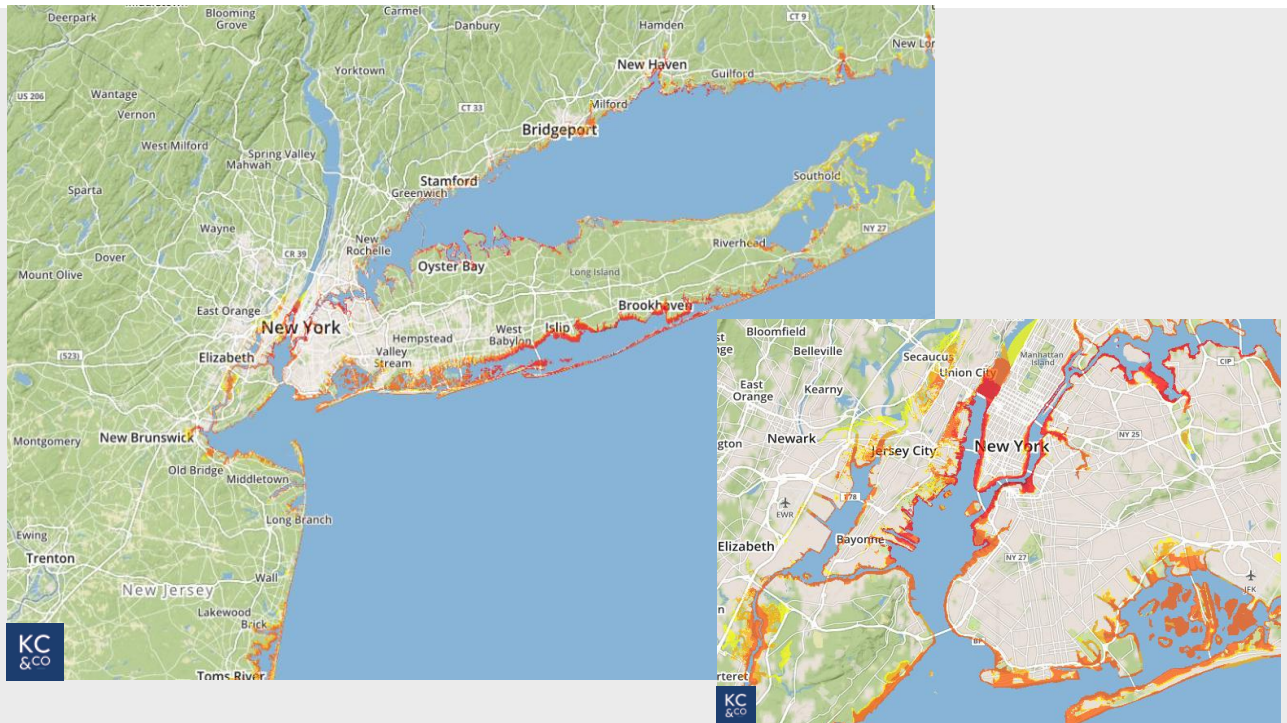 Deerpark
Blooming
Grove
Carmel
Danbury
Hamden
CT 9
New Haven
Guilford
Yorktown
US 206
Wantage
Vernon
CT 33
Milford
Bridgeport
West Milford
Spring Valley
Mahwah
Stamford
Greenwich
Southold
Sparta
Wayne
New
Rochelle
NY 27
Riverhead
CR 39
Dover
Mount Olive
Oyster Bay
Long Island
East Orange
Brookhaven
New York
Islip
West
Babylon
Hempstead
Valley
Stream
(523)
Elizabeth
Montgomery
New Brunswick
Old Bridge
Middletown
Long Branch
Ewing
Trenton
New Jersey
Wall
Lakewood
Brick
Toms River
KC
&CO
Bloomfield
Belleville
Secaucus
Manhattan
Island
Union City
CIP
East
Orange
Kearny
Newark
NY 25
New York
Jersey City
E78
EWR
Bayonne
Elizabeth
NY 27
JFK
BP
KC
&CO